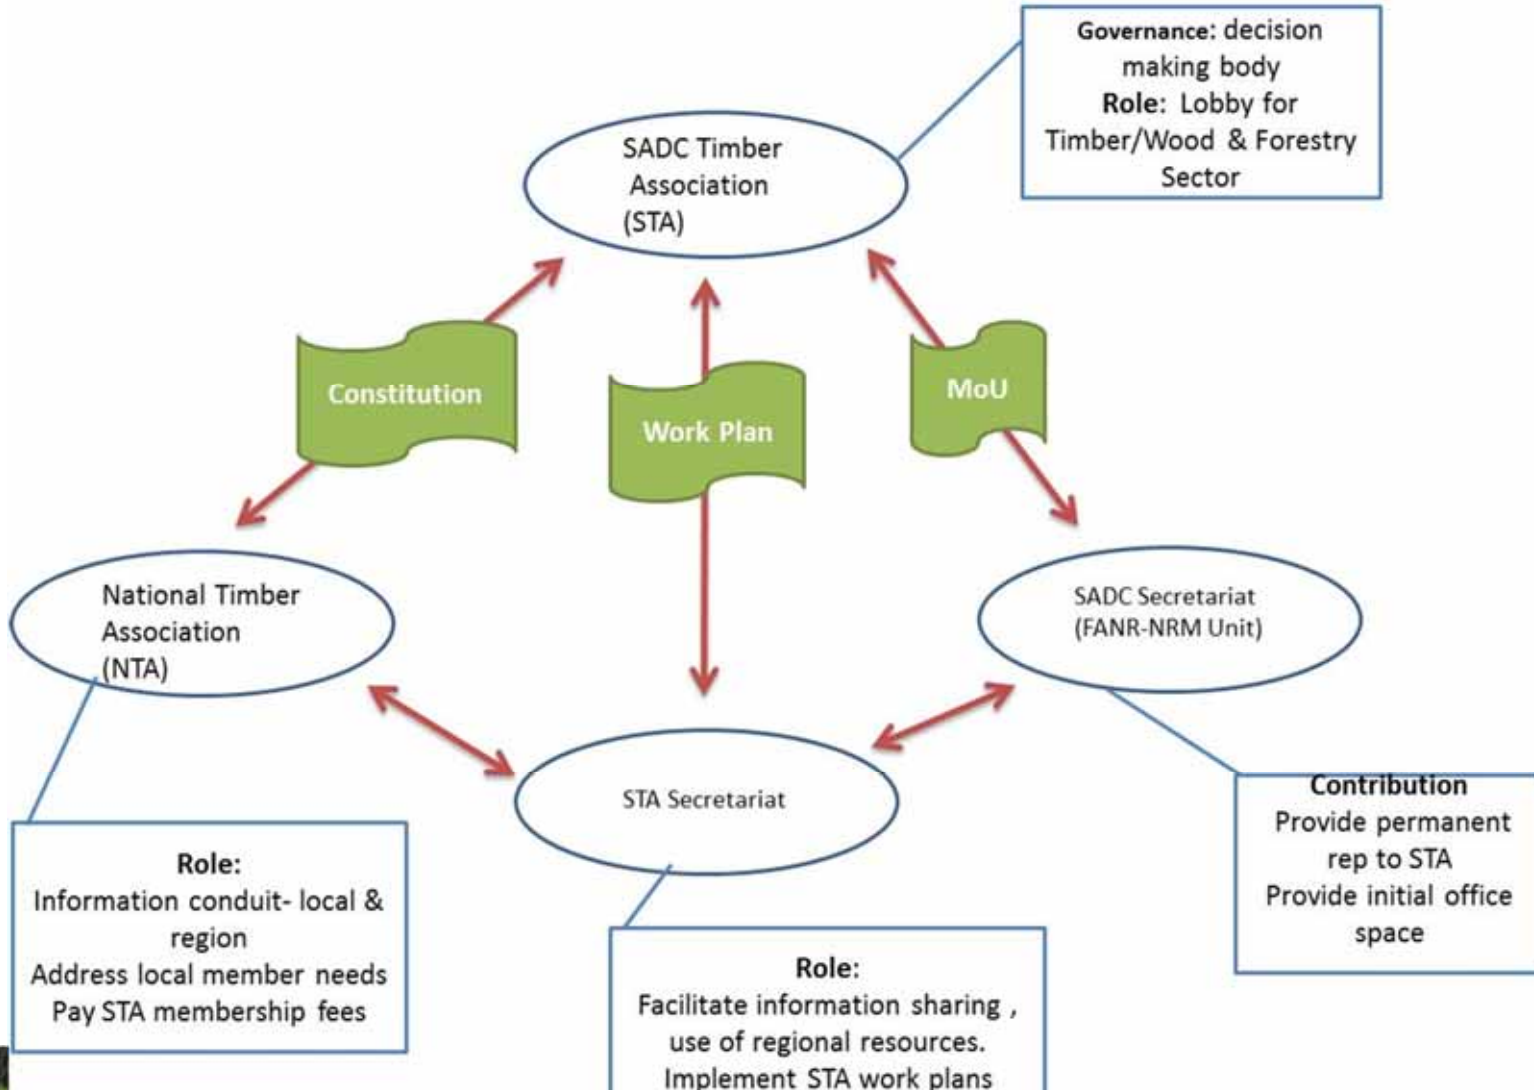 Governance: decision
making body
Role: Lobby for
Timber/Wood & Forestry
Sector
SADC Timber
Association
(STA)
Constitution
Work Plan
MoU
National Timber
Association
(NTA)
SADC Secretariat
(FANR-NRM Unit)
STA Secretariat
Role:
Information conduit- local &
region
Address local member needs
Pay STA membership fees
Role:
Facilitate information sharing ,
use of regional resources.
Implement STA work plans
Contribution
Provide permanent
rep to STA
Provide initial office
space